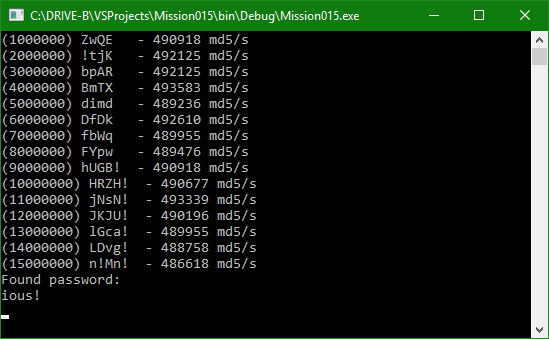 C:\DRIVE-B\VSProjects\Mission015\bin\Debug\Mission015.exe
(1000000) ZwQE   - 490918 md5/s
(2000000) !tjK   - 492125 md5/s
(3000000) bpAR   - 492125 md5/s
(4000000) BmTX   - 493583 md5/s
(5000000) dimd   - 489236 md5/s
(6000000) DfDk   - 492610 md5/s
(7000000) fbWq   - 489955 md5/s
(8000000) FYpw   - 489476 md5/s
(9000000) hUGB!  - 490918 md5/s
(10000000) HRZH!  - 490677 md5/s
(11000000) jNsN!  - 493339 md5/s
(12000000) JKJU!  - 490196 md5/s
(13000000) lGca!  - 489955 md5/s
(14000000) LDvg!  - 488758 md5/s
(15000000) n!Mn!  - 486618 md5/s
Found password:
ious!